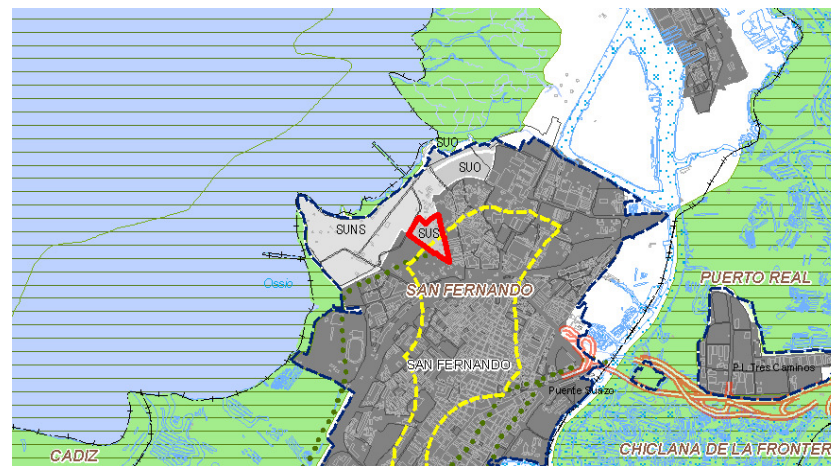 SUO
SUO
SUNS
SUS
Ossio
PUERTO REAL
SAN FERNANDO
SAN FERNANDO
P.I. Tres Caminos
Puente Suazo
CADIZ
CHICLANA DE LA FRONTER